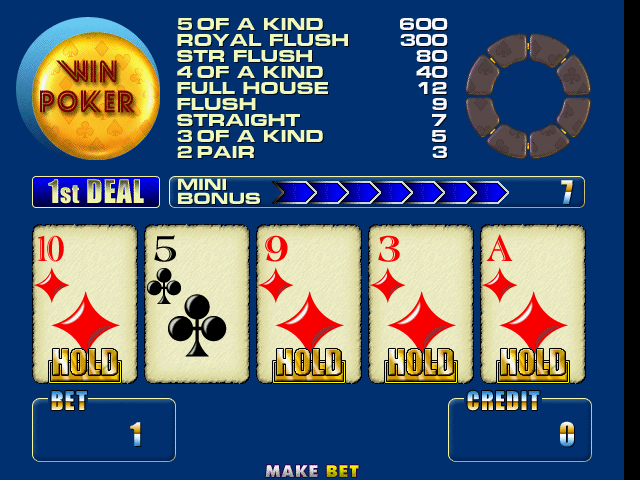 WIN
POKER
5 OF A KIND 600
ROYAL FLUSH 300
STR FLUSH 80
4 OF A KIND 40
FULL HOUSE 12
FLUSH 9
STRAIGHT 7
3 OF A KIND 5
2 PAIR 3
1st DEAL
MINI
BONUS
7
10 5 9 3 A
HOLD HOLD HOLD HOLD
BET
1
CREDIT
0
MAKE BET